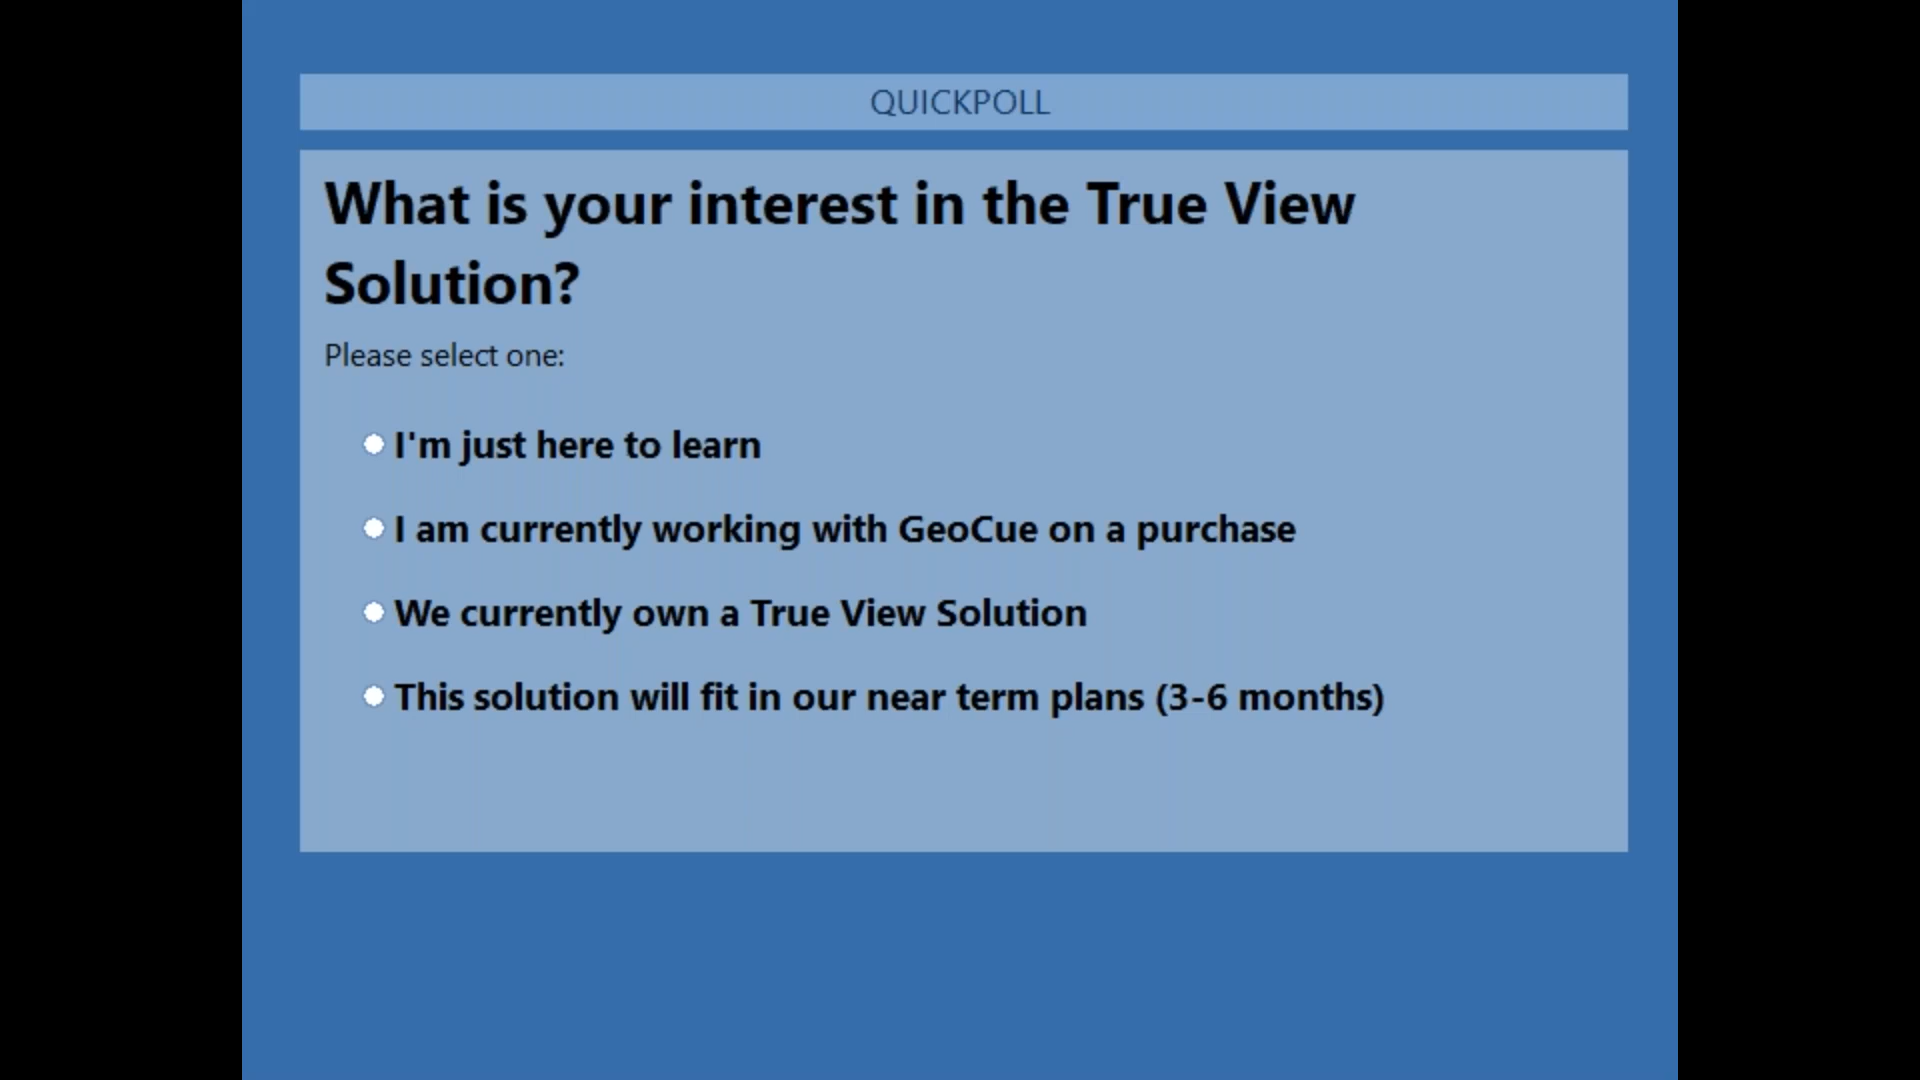 QUICKPOLL
What is your interest in the True View
Solution?
Please select one:
I'm just here to learn
I am currently working with GeoCue on a purchase
We currently own a True View Solution
This solution will fit in our near term plans (3-6 months)